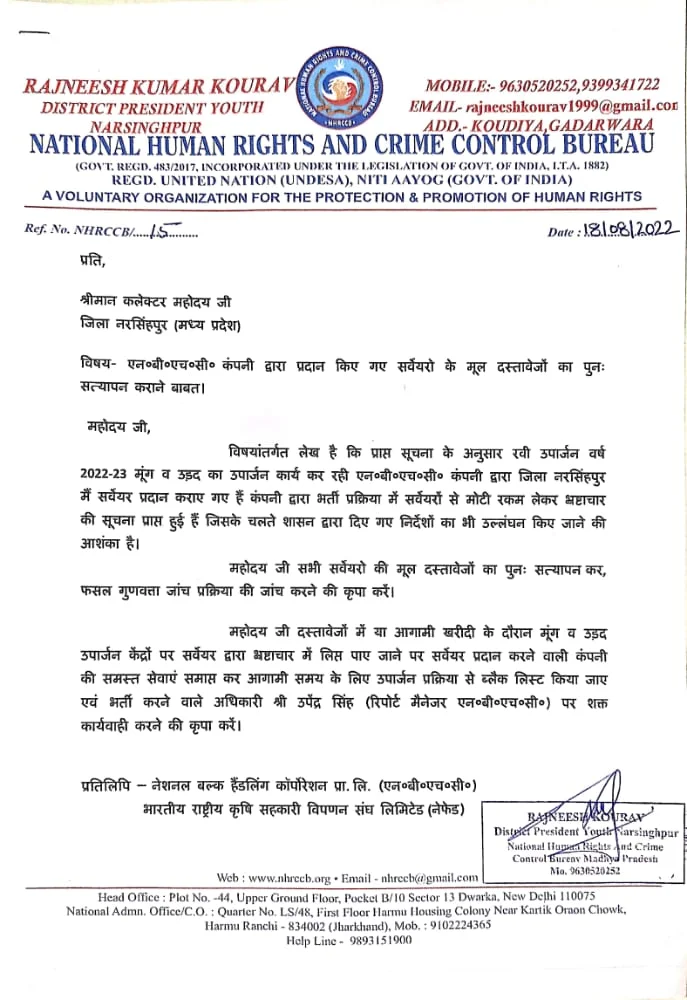 RAJNEESH KUMAR KOURAV
DISTRICT PRESIDENT YOUTH
NARSINGHPUR
NATIONAL HUMAN RIGHTS AND CRIME CONTROL BUREAU
NHRCCB
MOBILE:- 9630520252,9399341722
EMAIL- rajneeshkourav1999@gmail.con
ADD.- KOUDIYA,GADARWARA
NATIONAL HUMAN RIGHTS AND CRIME CONTROL BUREAU
(GOVT. REGD. 483/2017, INCORPORATED UNDER THE LEGISLATION OF GOVT. OF INDIA, I.T.A. 1882)
REGD. UNITED NATION (UNDESA), NITI AAYOG (GOVT. OF INDIA)
A VOLUNTARY ORGANIZATION FOR THE PROTECTION & PROMOTION OF HUMAN RIGHTS
Ref. No. NHRCCB/.....15.........
Date : 18/08/2022
प्रति,
श्रीमान कलेक्टर महोदय जी
जिला नरसिंहपुर (मध्य प्रदेश)
विषय- एन०बी०एच०सी० कंपनी द्वारा प्रदान किए गए सर्वेयरो के मूल दस्तावेजों का पुनः
सत्यापन कराने बाबत।
महोदय जी,
विषयांतर्गत लेख है कि प्राप्त सूचना के अनुसार रवी उपार्जन वर्ष
2022-23 मूंग व उड़द का उपार्जन कार्य कर रही एन०बी०एच०सी० कंपनी द्वारा जिला नरसिंहपुर
मैं सर्वेयर प्रदान कराए गए हैं कंपनी द्वारा भर्ती प्रक्रिया में सर्वेयरों से मोटी रकम लेकर भ्रष्टाचार
की सूचना प्राप्त हुई हैं जिसके चलते शासन द्वारा दिए गए निर्देशों का भी उल्लंघन किए जाने की
आशंका है।
महोदय जी सभी सर्वेयरो की मूल दस्तावेजों का पुनः सत्यापन कर,
फसल गुणवत्ता जांच प्रक्रिया की जांच करने की कृपा करें।
महोदय जी दस्तावेजों में या आगामी खरीदी के दौरान मूंग व उड़द
उपार्जन केंद्रों पर सर्वेयर द्वारा भ्रष्टाचार में लिप्त पाए जाने पर सर्वेयर प्रदान करने वाली कंपनी
की समस्त सेवाएं समाप्त कर आगामी समय के लिए उपार्जन प्रक्रिया से ब्लैक लिस्ट किया जाए
एवं भर्ती करने वाले अधिकारी श्री उपेंद्र सिंह (रिपोर्ट मैनेजर एन०बी०एच०सी०) पर शक्त
कार्यवाही करने की कृपा करें।
प्रतिलिपि – नेशनल बल्क हैंडलिंग कॉर्पोरेशन प्रा.लि. (एन०बी०एच०सी०)
भारतीय राष्ट्रीय कृषि सहकारी विपणन संघ लिमिटेड (नेफेड)
RAJNEESH KOURAV
District President Youth Narsinghpur
National Human Rights And Crime
Control Bureav Madhya Pradesh
Mo. 9630520252
Web : www.nhrccb.org • Email - nhrccb@gmail.com
Head Office : Plot No. -44, Upper Ground Floor, Pocket B/10 Sector 13 Dwarka, New Delhi 110075
National Admn. Office/C.O. : Quarter No. LS/48, First Floor Harmu Housing Colony Near Kartik Oraon Chowk,
Harmu Ranchi - 834002 (Jharkhand), Mob. : 9102224365
Help Line - 9893151900